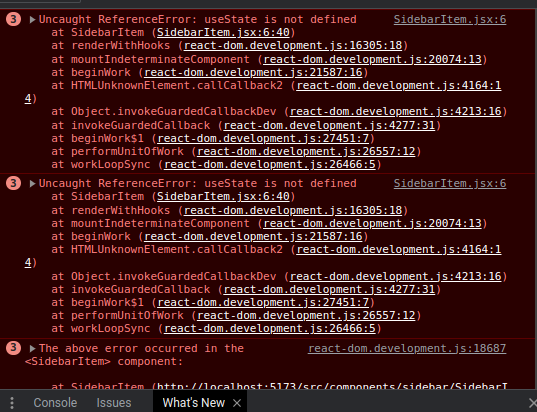 3 ▶Uncaught ReferenceError: useState is not defined SidebarItem.jsx:6
at SidebarItem (SidebarItem.jsx:6:40)
at renderWithHooks (react-dom.development.js:16305:18)
at mountIndeterminateComponent (react-dom.development.js:20074:13)
at beginWork (react-dom.development.js:21587:16)
at HTMLUnknownElement.callCallback2 (react-dom.development.js:4164:1
4)
at Object.invokeGuardedCallbackDev (react-dom.development.js:4213:16)
at invokeGuardedCallback (react-dom.development.js:4277:31)
at beginWork$1 (react-dom.development.js:27451:7)
at performUnitOfWork (react-dom.development.js:26557:12)
at workLoopSync (react-dom.development.js:26466:5)
3 ▶Uncaught ReferenceError: useState is not defined SidebarItem.jsx:6
at SidebarItem (SidebarItem.jsx:6:40)
at renderWithHooks (react-dom.development.js:16305:18)
at mountIndeterminateComponent (react-dom.development.js:20074:13)
at beginWork (react-dom.development.js:21587:16)
at HTMLUnknownElement.callCallback2 (react-dom.development.js:4164:1
4)
at Object.invokeGuardedCallbackDev (react-dom.development.js:4213:16)
at invokeGuardedCallback (react-dom.development.js:4277:31)
at beginWork$1 (react-dom.development.js:27451:7)
at performUnitOfWork (react-dom.development.js:26557:12)
at workLoopSync (react-dom.development.js:26466:5)
3 ▶The above error occurred in the react-dom.development.js:18687
<SidebarItem> component:
at SidebarItem (http://localhost:5173/src/components/sidebar/SidebarI
Console Issues What's New